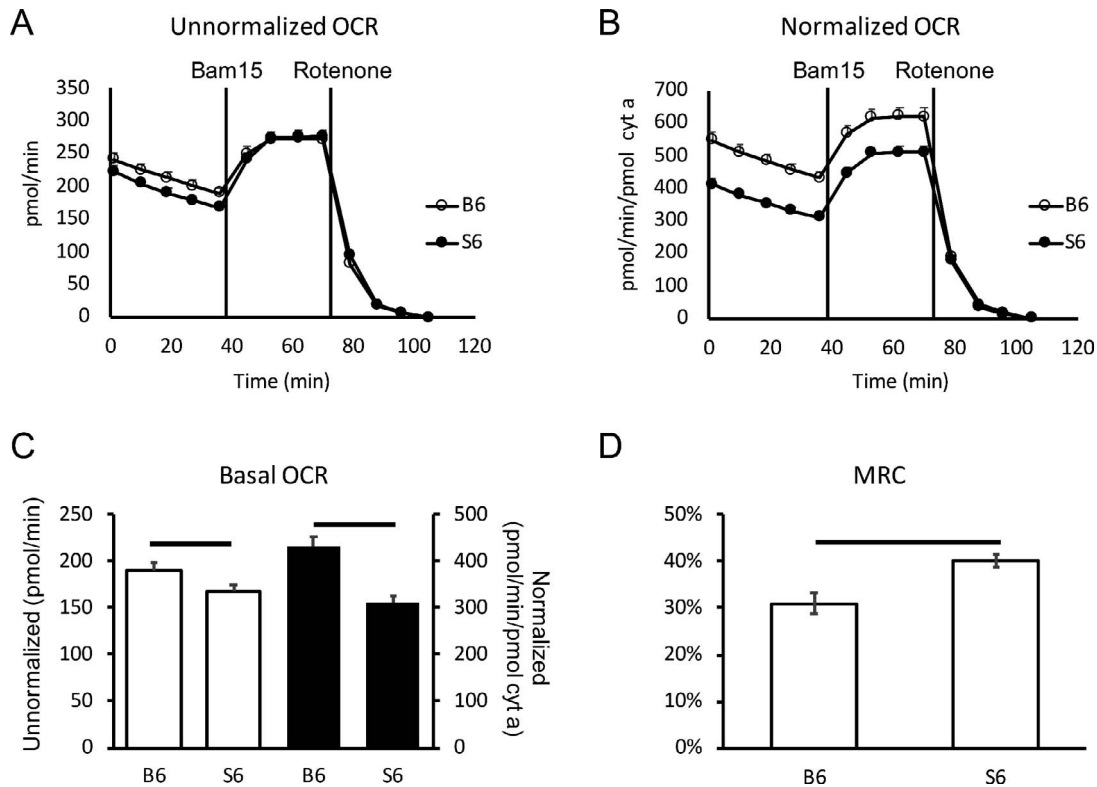 A
Unnormalized OCR
Bam15 Rotenone
pmol/min
350
300
250
200
150
100
50
0
0 20 40 60 80 100 120
Time (min)
B6
S6
B
Normalized OCR
Bam15 Rotenone
pmol/min/pmol cyt a
700
600
500
400
300
200
100
0
0 20 40 60 80 100 120
Time (min)
B6
S6
C
Basal OCR
Unnormalized (pmol/min)
250
200
150
100
50
0
B6 S6 B6 S6
500
400
300
200
100
0
Normalized
(pmol/min/pmol cyt a)
D
MRC
50%
40%
30%
20%
10%
0%
B6 S6